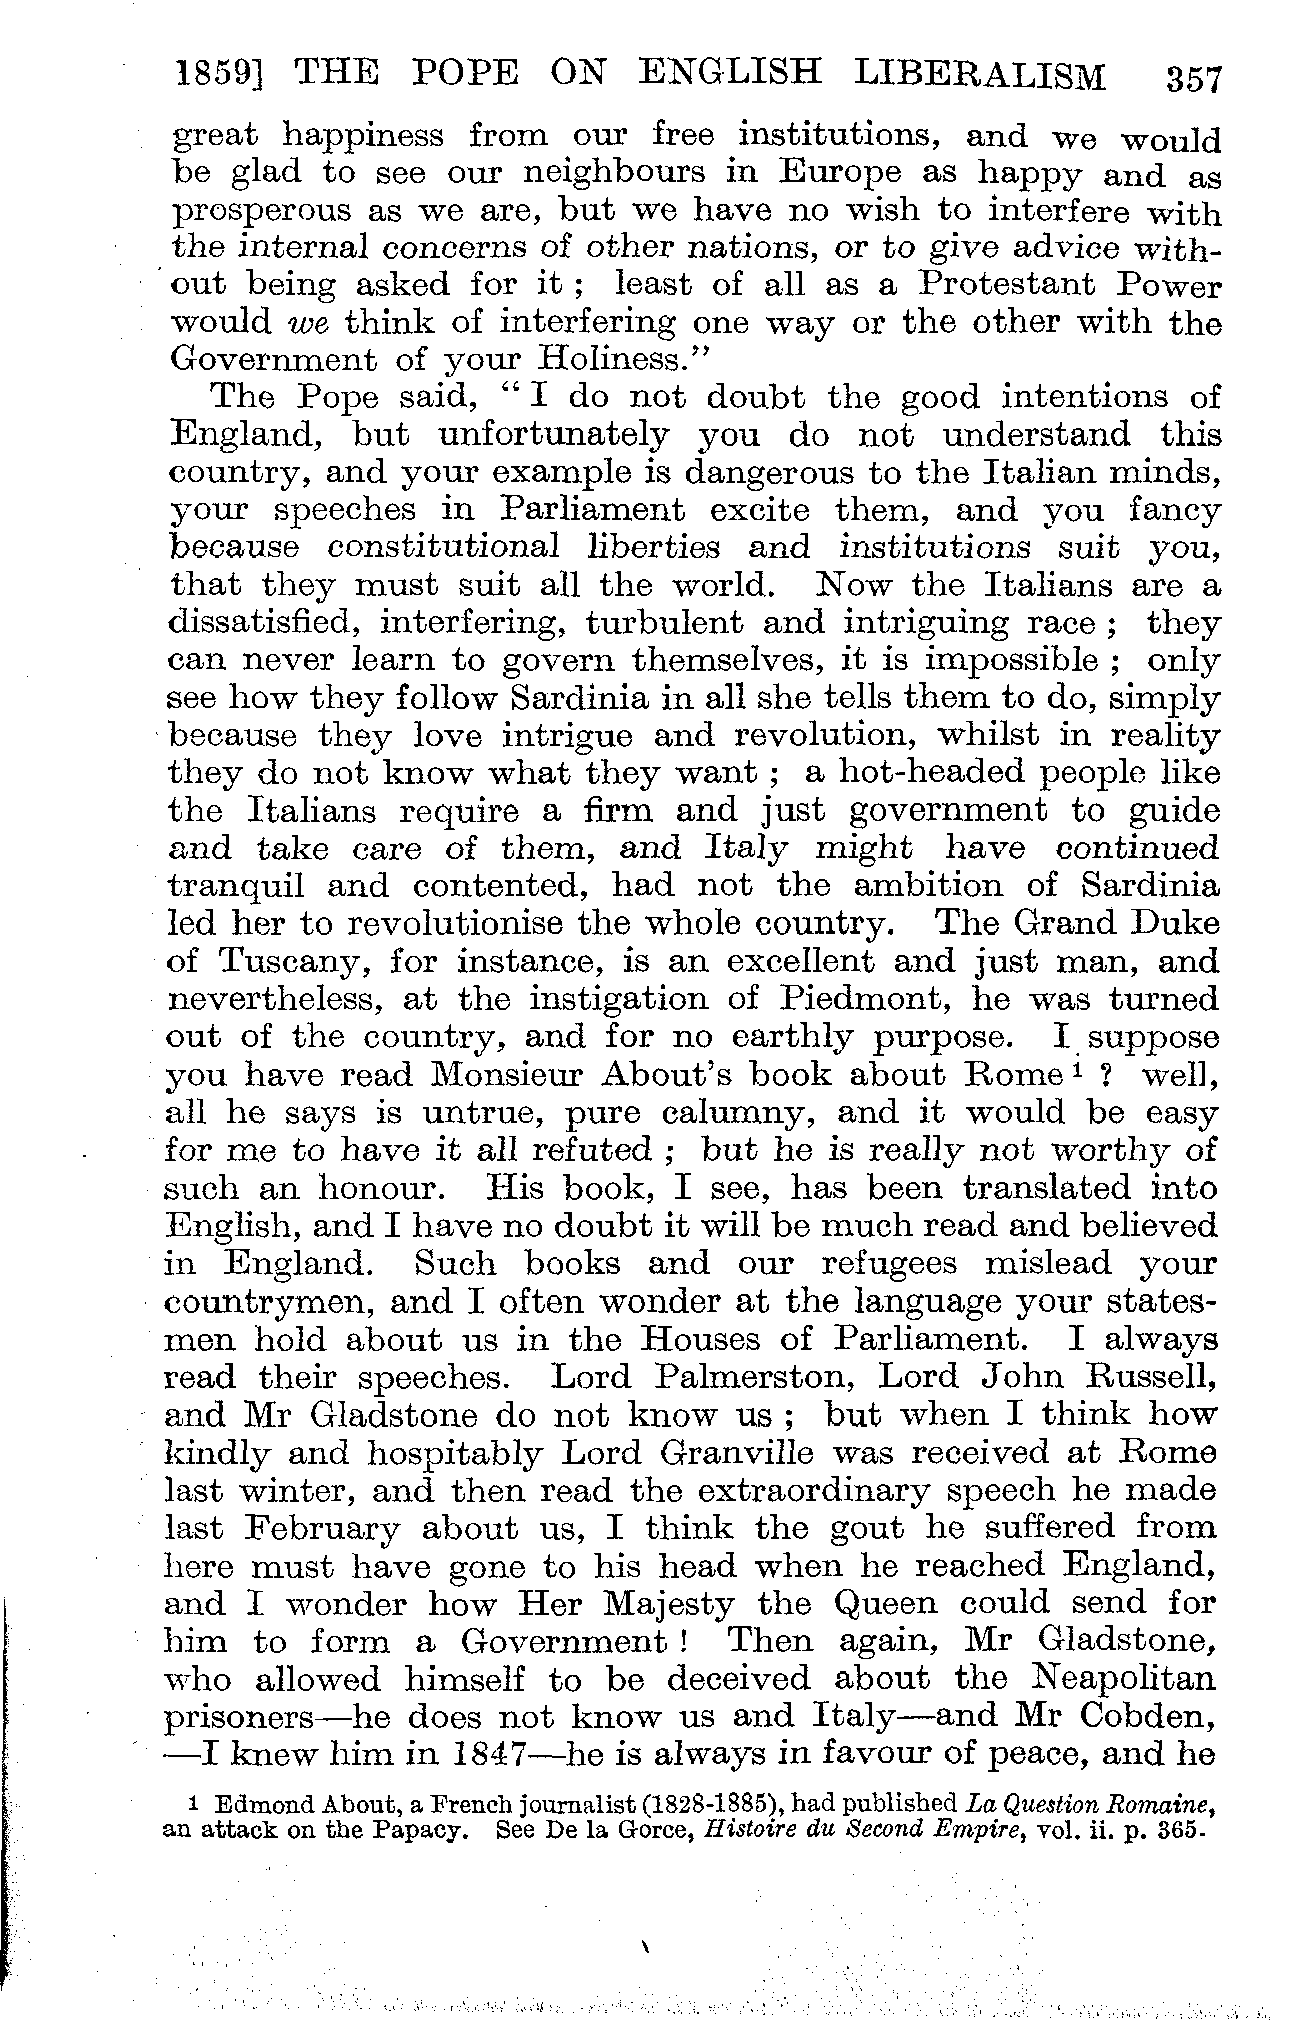 1859] THE POPE ON ENGLISH LIBERALISM 357
great happiness from our free institutions, and we would
be glad to see our neighbours in Europe as happy and as
prosperous as we are, but we have no wish to interfere with
the internal concerns of other nations, or to give advice with-
out being asked for it ; least of all as a Protestant Power
would we think of interfering one way or the other with the
Government of your Holiness."
The Pope said, "I do not doubt the good intentions of
England, but unfortunately you do not understand this
country, and your example is dangerous to the Italian minds,
your speeches in Parliament excite them, and you fancy
because constitutional liberties and institutions suit you,
that they must suit all the world. Now the Italians are a
dissatisfied, interfering, turbulent and intriguing race ; they
can never learn to govern themselves, it is impossible ; only
see how they follow Sardinia in all she tells them to do, simply
because they love intrigue and revolution, whilst in reality
they do not know what they want ; a hot-headed people like
the Italians require a firm and just government to guide
and take care of them, and Italy might have continued
tranquil and contented, had not the ambition of Sardinia
led her to revolutionise the whole country. The Grand Duke
of Tuscany, for instance, is an excellent and just man, and
nevertheless, at the instigation of Piedmont, he was turned
out of the country, and for no earthly purpose. I suppose
you have read Monsieur About's book about Rome ¹ ? well,
all he says is untrue, pure calumny, and it would be easy
for me to have it all refuted ; but he is really not worthy of
such an honour. His book, I see, has been translated into
English, and I have no doubt it will be much read and believed
in England. Such books and our refugees mislead your
countrymen, and I often wonder at the language your states-
men hold about us in the Houses of Parliament. I always
read their speeches. Lord Palmerston, Lord John Russell,
and Mr Gladstone do not know us ; but when I think how
kindly and hospitably Lord Granville was received at Rome
last winter, and then read the extraordinary speech he made
last February about us, I think the gout he suffered from
here must have gone to his head when he reached England,
and I wonder how Her Majesty the Queen could send for
him to form a Government ! Then again, Mr Gladstone,
who allowed himself to be deceived about the Neapolitan
prisoners—he does not know us and Italy—and Mr Cobden,
—I knew him in 1847—he is always in favour of peace, and he
1 Edmond About, a French journalist (1828-1885), had published La Question Romaine,
an attack on the Papacy. See De la Gorce, Histoire du Second Empire, vol. ii. p. 365.